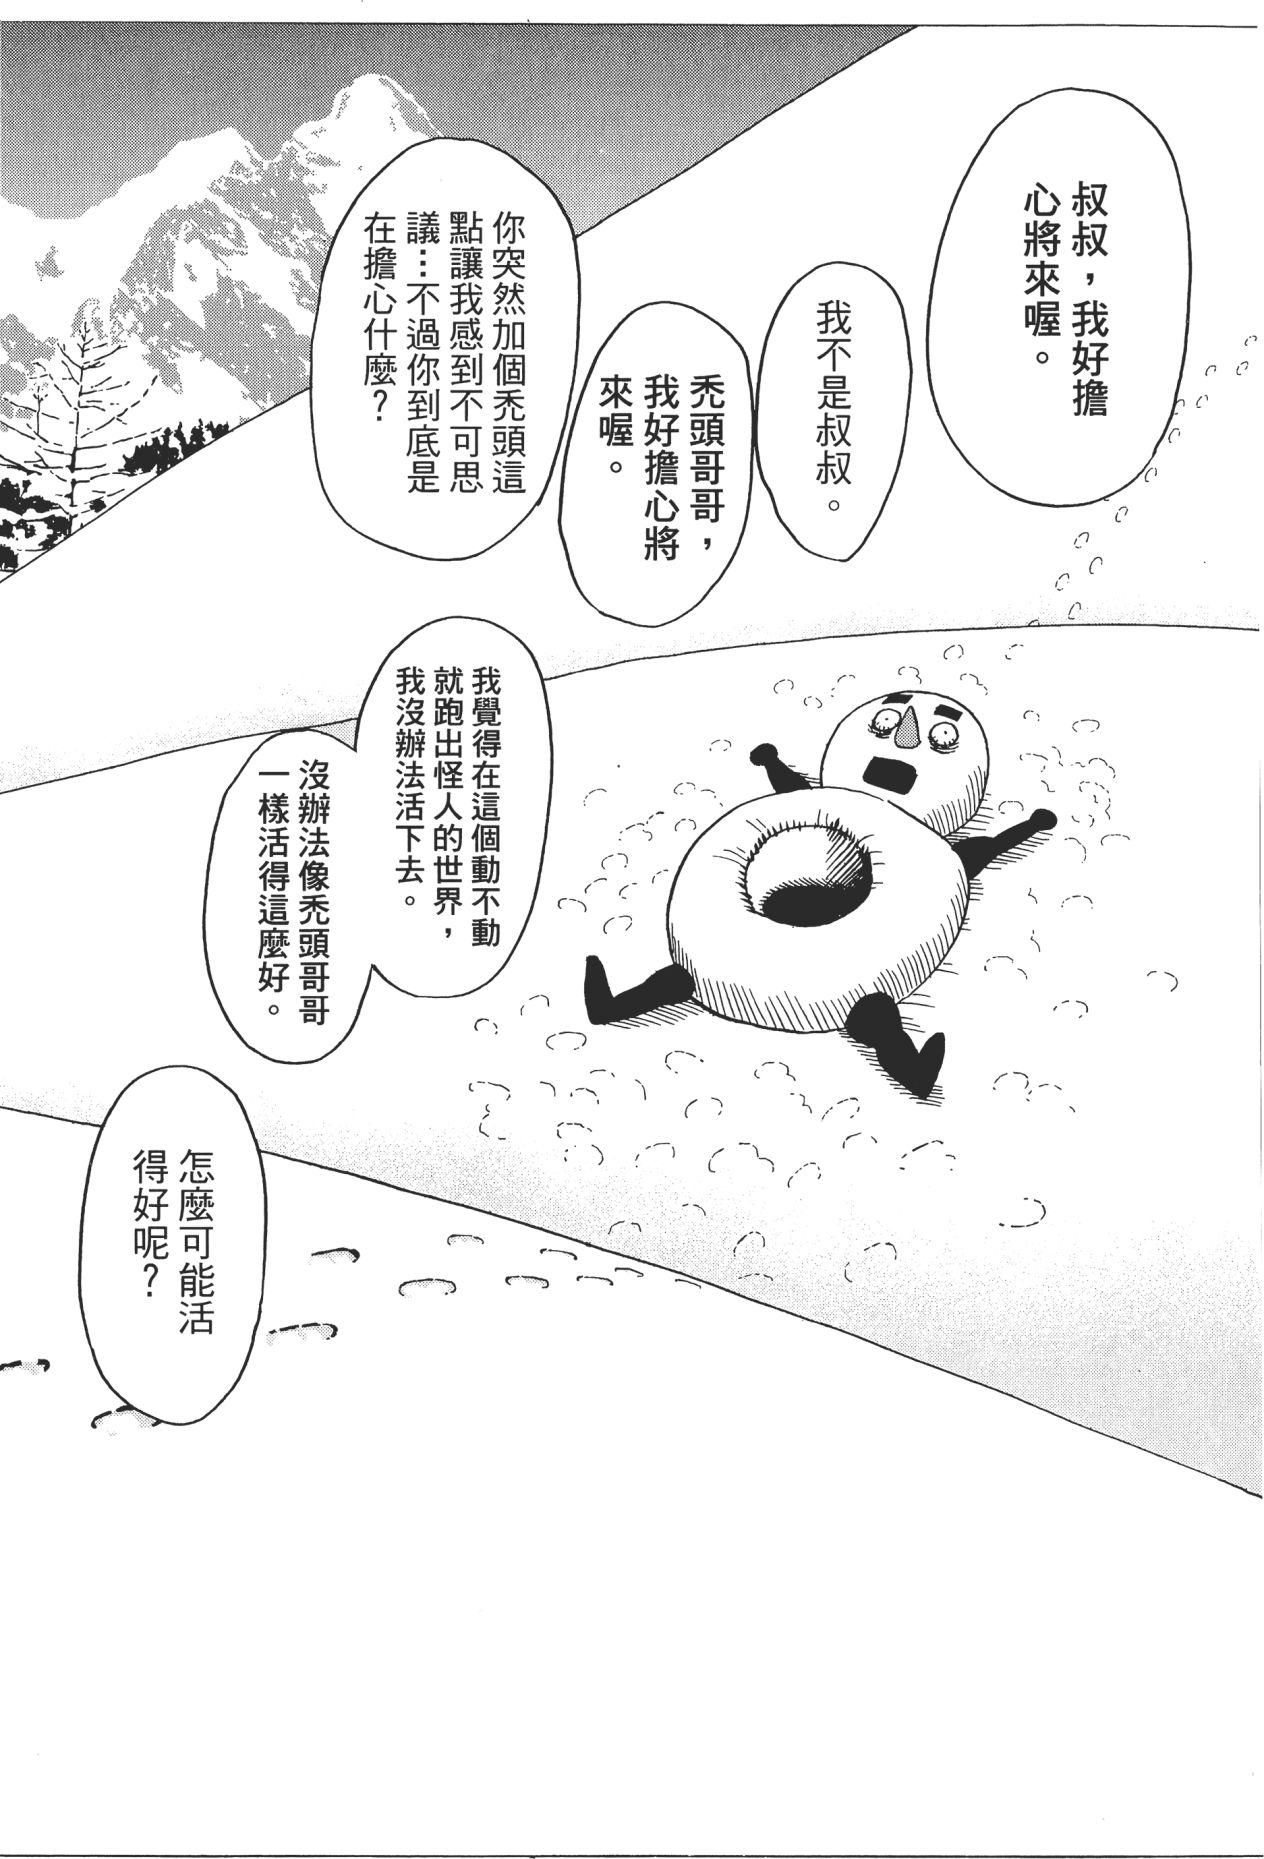 叔叔，我好擔
心將來喔。
我不是叔叔。
禿頭哥哥，
我好擔心將
來喔。
你突然加個禿頭這
點讓我感到不可思
議…不過你到底是
在擔心什麼？
我覺得在這個動不動
就跑出怪人的世界，
我沒辦法活下去。
沒辦法像禿頭哥哥
一樣活得這麼好。
怎麼可能活
得好呢？